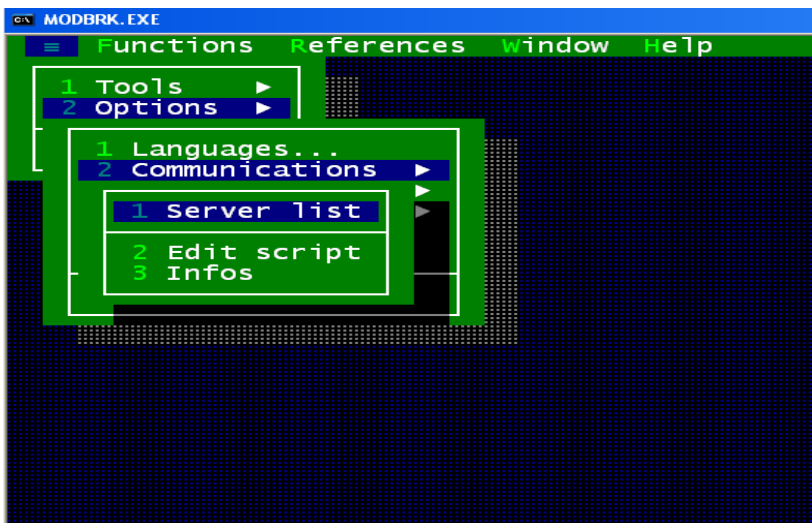 MODBRK.EXE
≡ Functions References Window Help
1 Tools ►
2 Options ►
1 Languages...
2 Communications ►
►
1 Server list ►
2 Edit script
3 Infos